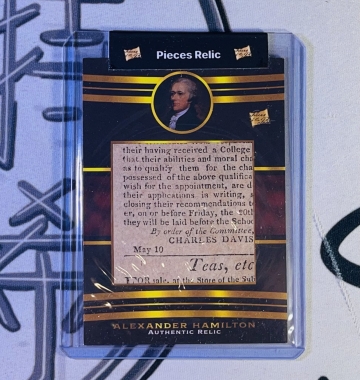 Pieces Relic
their having received a College
that their abilities and moral cha
as to qualify them for the cha
possessed of the above qualifica
wish for the appointment, are d
their applications in writing,
closing their recommendations t
er, on or before Friday, the 20th
they will be laid before the Schoo
By order of the Committee,
CHARLES DAVIS
May 10
Teas, etc
FOR sale, at the Store of the Sub
ALEXANDER HAMILTON
AUTHENTIC RELIC